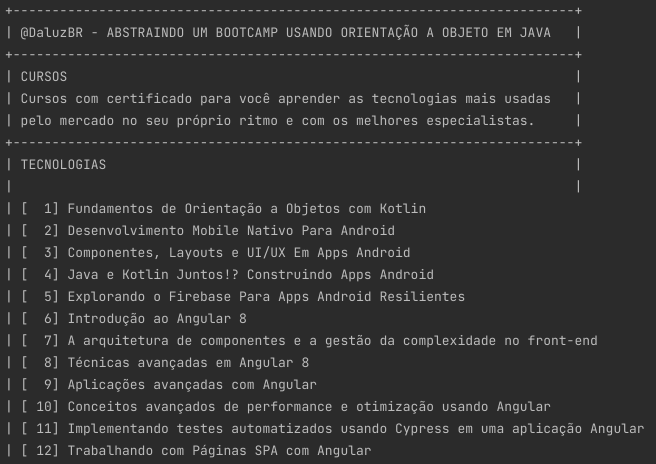 +------------------------------------------------------------------------+
| @DaluzBR - ABSTRAINDO UM BOOTCAMP USANDO ORIENTAÇÃO A OBJETO EM JAVA   |
+------------------------------------------------------------------------+
| CURSOS                                                                 |
| Cursos com certificado para você aprender as tecnologias mais usadas   |
| pelo mercado no seu próprio ritmo e com os melhores especialistas.     |
+------------------------------------------------------------------------+
| TECNOLOGIAS                                                            |
|                                                                        |
| [  1] Fundamentos de Orientação a Objetos com Kotlin
| [  2] Desenvolvimento Mobile Nativo Para Android
| [  3] Componentes, Layouts e UI/UX Em Apps Android
| [  4] Java e Kotlin Juntos!? Construindo Apps Android
| [  5] Explorando o Firebase Para Apps Android Resilientes
| [  6] Introdução ao Angular 8
| [  7] A arquitetura de componentes e a gestão da complexidade no front-end
| [  8] Técnicas avançadas em Angular 8
| [  9] Aplicações avançadas com Angular
| [ 10] Conceitos avançados de performance e otimização usando Angular
| [ 11] Implementando testes automatizados usando Cypress em uma aplicação Angular
| [ 12] Trabalhando com Páginas SPA com Angular